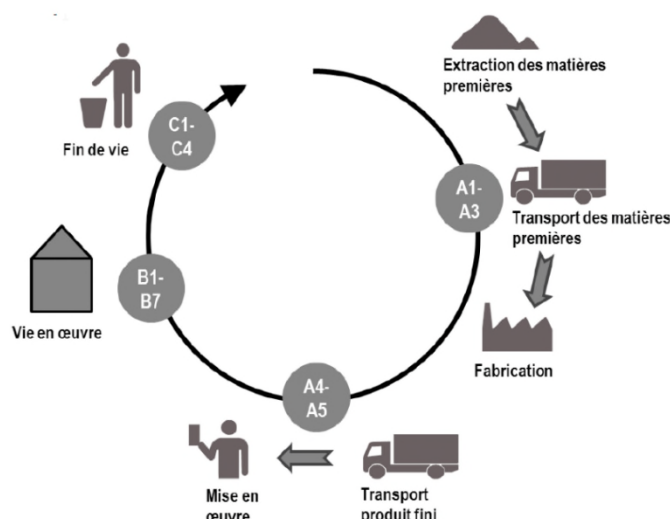 Extraction des matières
premières
A1-
A3
Transport des matières
premières
Fabrication
A4-
A5
Transport
produit fini
Mise en
œuvre
B1-
B7
Vie en œuvre
C1-
C4
Fin de vie